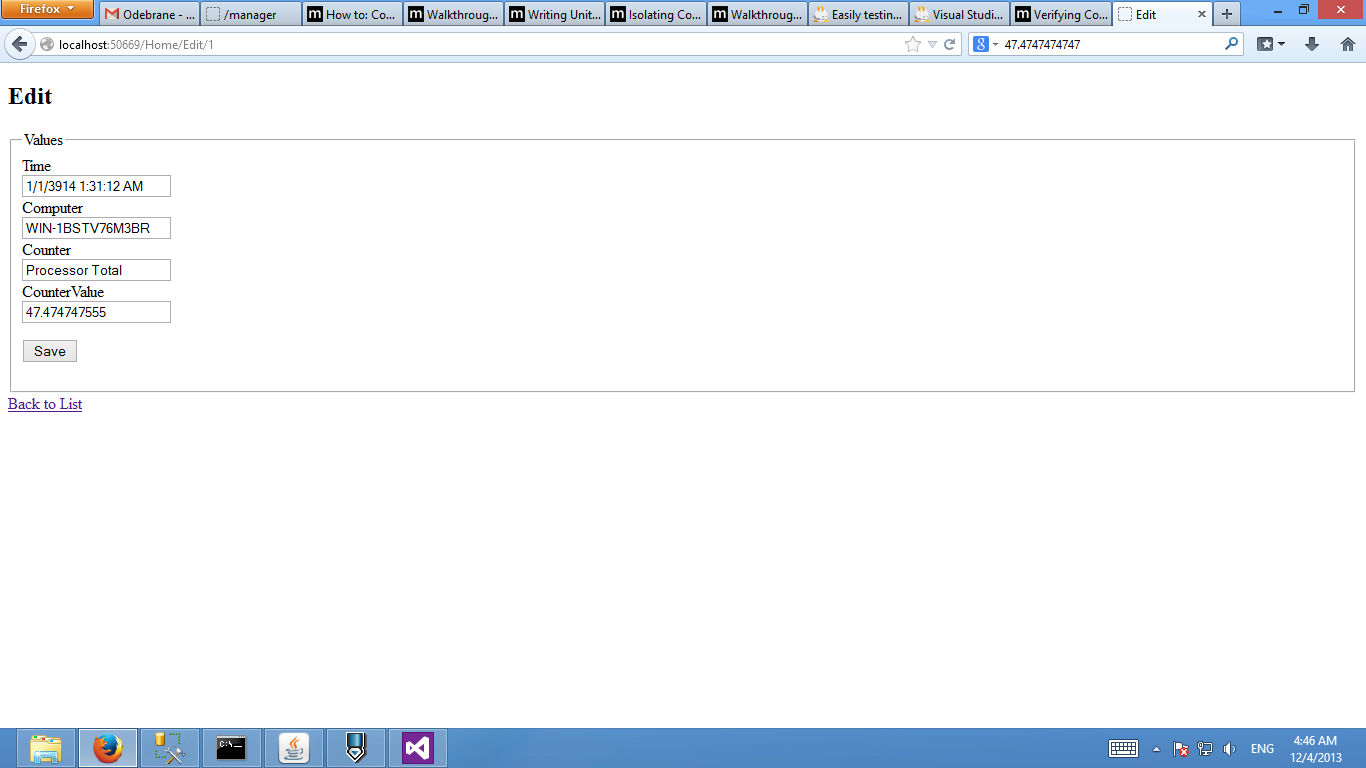 Firefox
Odebrane - ...
/manager
How to: Co...
Walkthroug...
Writing Unit...
Isolating Co...
Walkthroug...
Easily testin...
Visual Studi...
Verifying Co...
Edit
localhost:50669/Home/Edit/1
47.4747474747
Edit
Values
Time
1/1/3914 1:31:12 AM
Computer
WIN-1BSTV76M3BR
Counter
Processor Total
CounterValue
47.474747555
Save
Back to List
C:\_
ENG
4:46 AM
12/4/2013